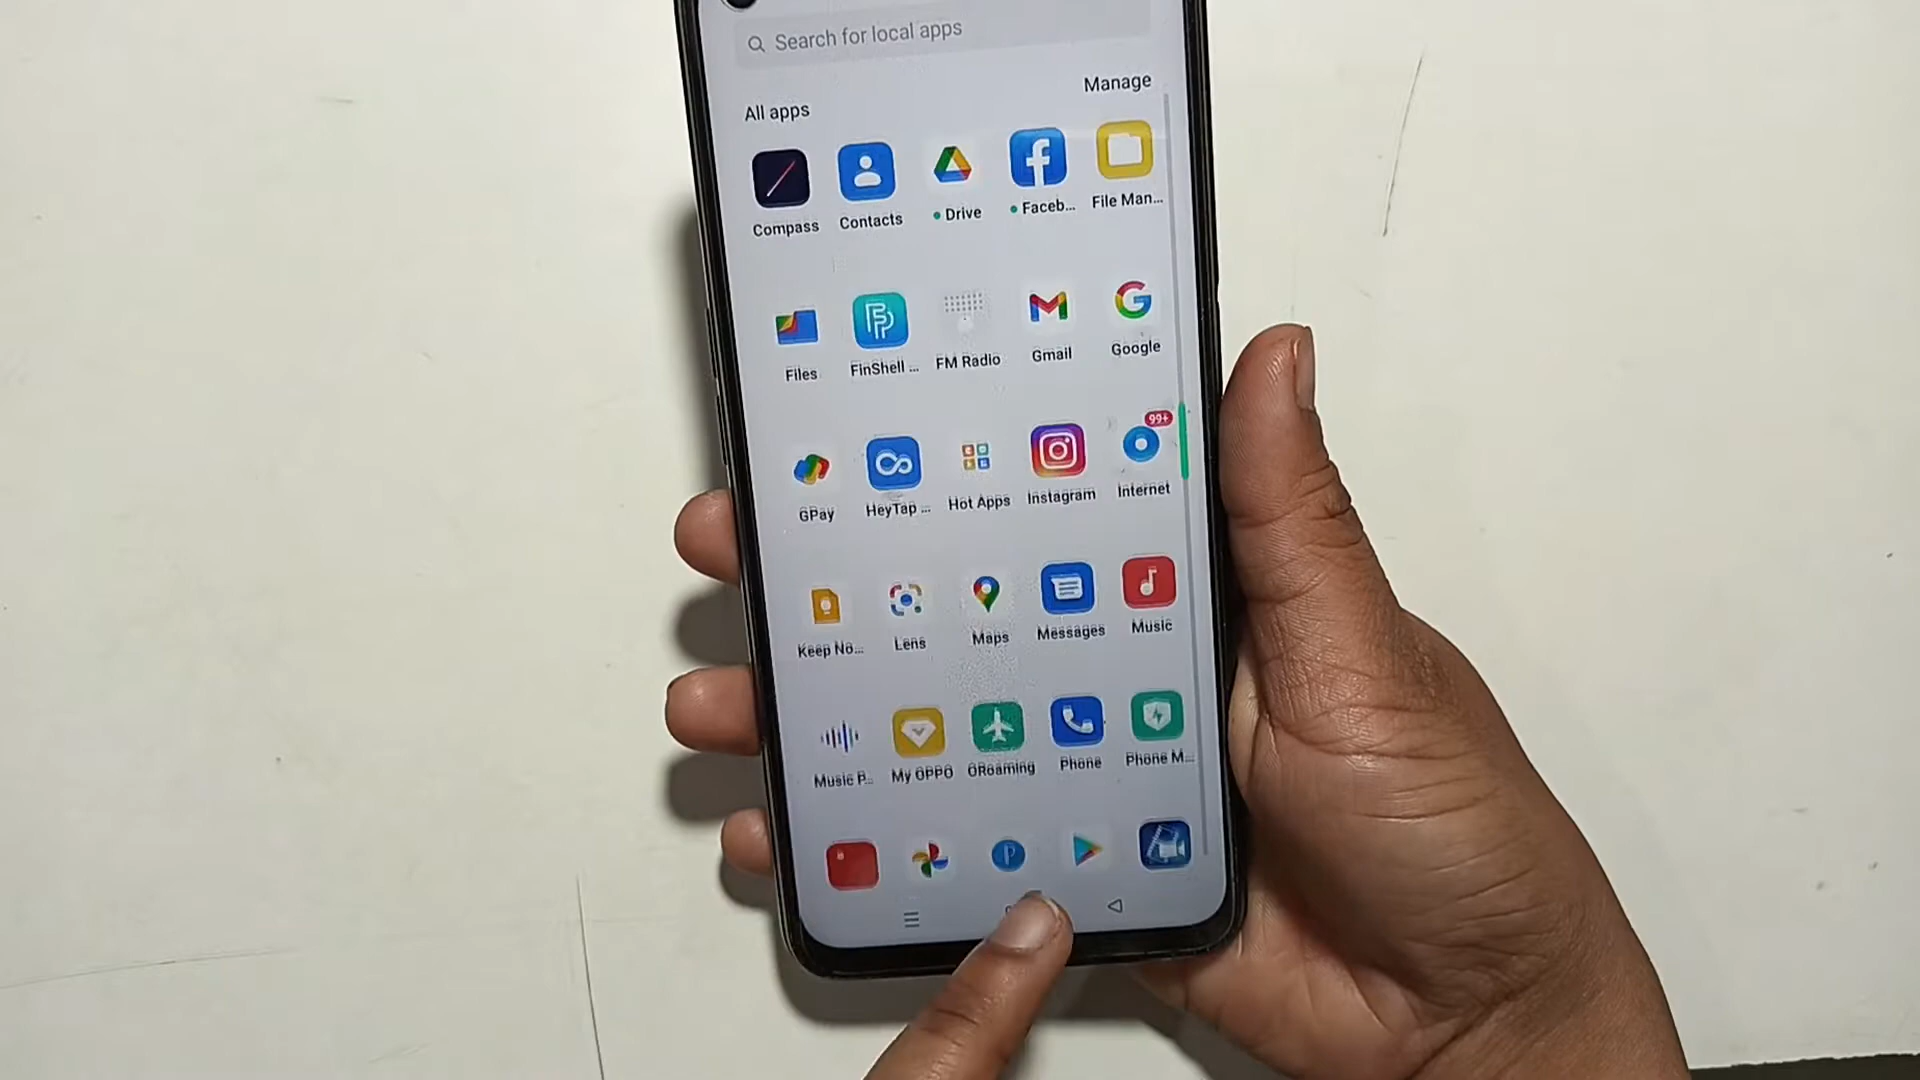 Search for local apps
Manage
All apps
Compass Contacts Drive Faceb... File Man...
Files FinShell ... FM Radio Gmail Google
99+
GPay HeyTap ... Hot Apps Instagram Internet
Keep No... Lens Maps Messages Music
Music P... My OPPO ORoaming Phone Phone M...